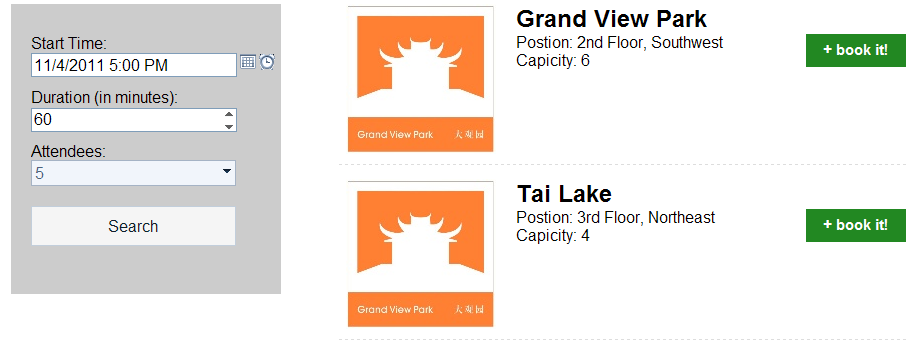 Start Time:
11/4/2011 5:00 PM
Duration (in minutes):
60
Attendees:
5
Search
Grand View Park 大观园
Grand View Park
Postion: 2nd Floor, Southwest
Capicity: 6
+ book it!
Grand View Park 大观园
Tai Lake
Postion: 3rd Floor, Northeast
Capicity: 4
+ book it!